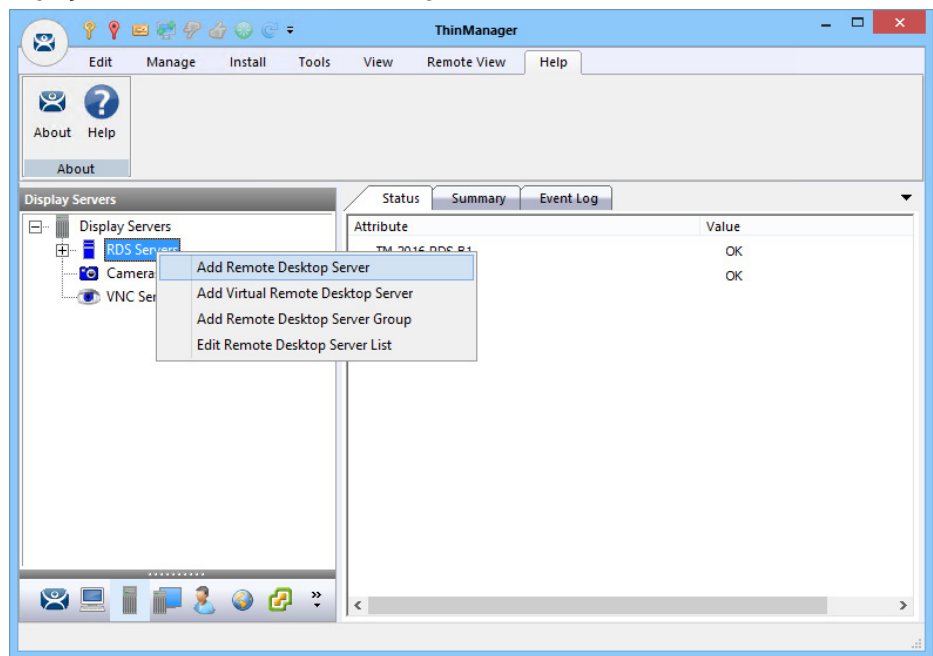 ThinManager
Edit Manage Install Tools View Remote View Help
About Help
About
Display Servers
Status Summary Event Log
Display Servers
Attribute Value
RDS Servers
OK
Add Remote Desktop Server
Camera
OK
Add Virtual Remote Desktop Server
VNC Ser
Add Remote Desktop Server Group
Edit Remote Desktop Server List